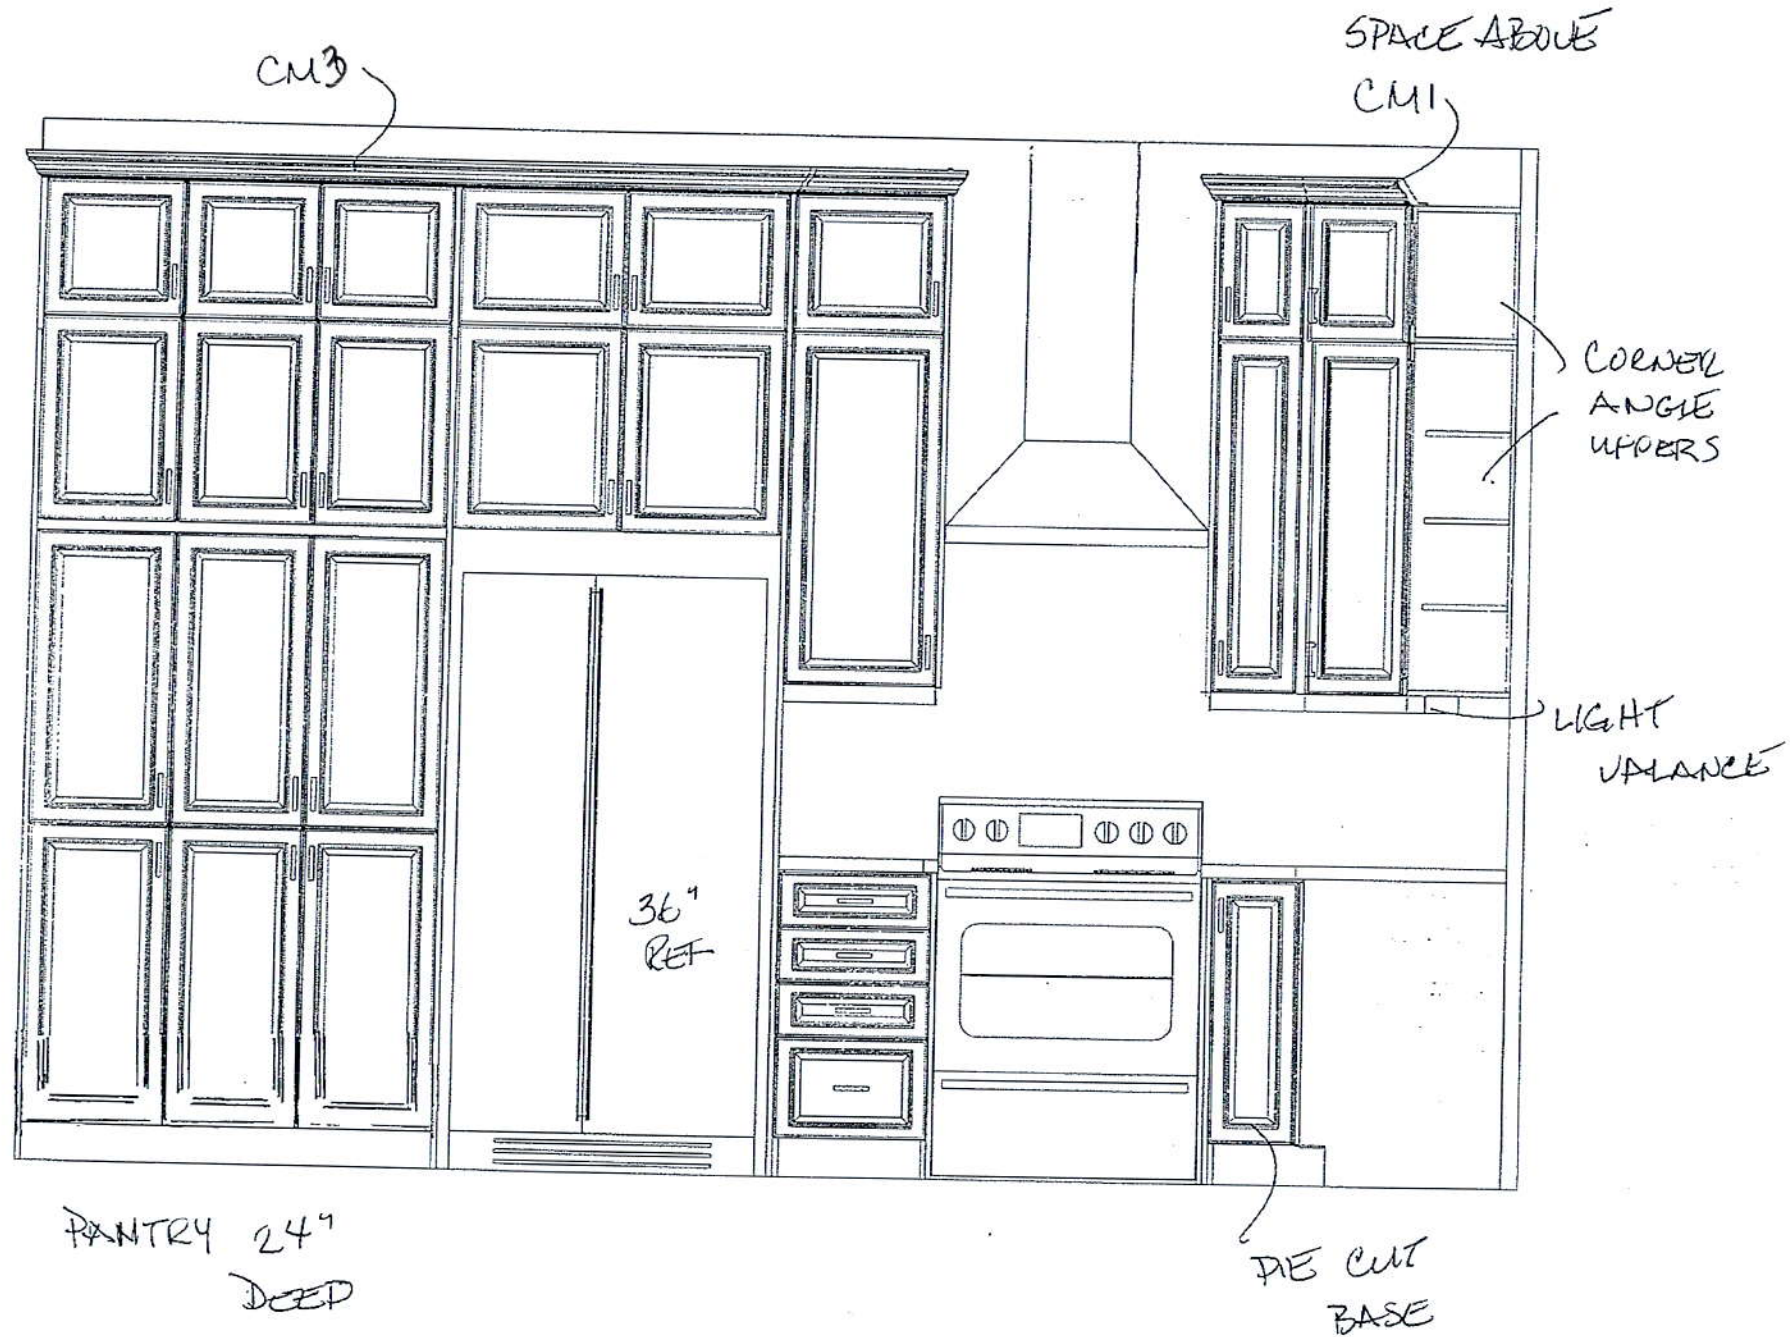 SPACE ABOVE
CM3
CM1
CORNER
ANGLE
UPPERS
LIGHT
VALANCE
36"
REF
PANTRY 24"
DEEP
PIE CUT
BASE